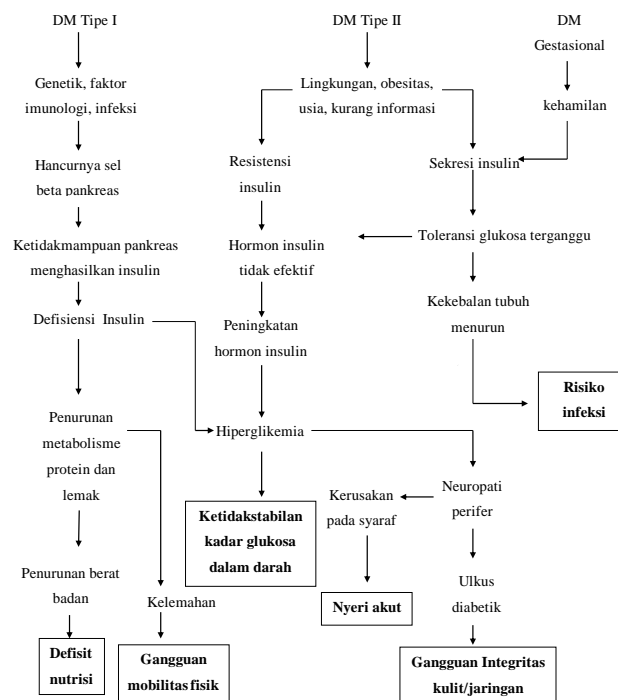 DM Tipe I
DM Tipe II
DM
Gestasional
Genetik, faktor
imunologi, infeksi
Lingkungan, obesitas,
usia, kurang informasi
kehamilan
Hancurnya sel
beta pankreas
Resistensi
insulin
Sekresi insulin
Ketidakmampuan pankreas
menghasilkan insulin
Hormon insulin
tidak efektif
Toleransi glukosa terganggu
Defisiensi Insulin
Peningkatan
hormon insulin
Kekebalan tubuh
menurun
Risiko
infeksi
Penurunan
metabolisme
protein dan
lemak
Hiperglikemia
Ketidakstabilan
kadar glukosa
dalam darah
Kerusakan
pada syaraf
Neuropati
perifer
Penurunan berat
badan
Kelemahan
Nyeri akut
Ulkus
diabetik
Defisit
nutrisi
Gangguan
mobilitas fisik
Gangguan Integritas
kulit/jaringan